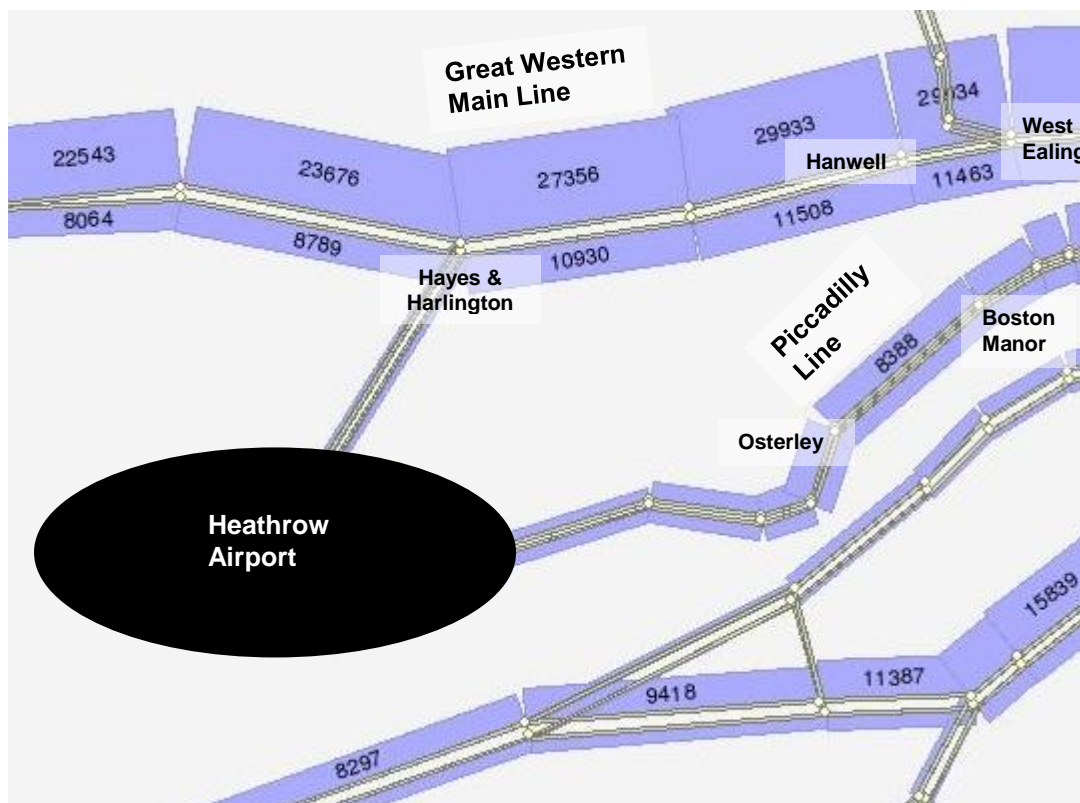 Great Western
Main Line
22543
23676
27356
29933
Hanwell
West
Ealing
8064
8789
10930
11508
11463
Hayes &
Harlington
Piccadilly
Line
8388
Boston
Manor
Osterley
Heathrow
Airport
15839
11387
9418
8297